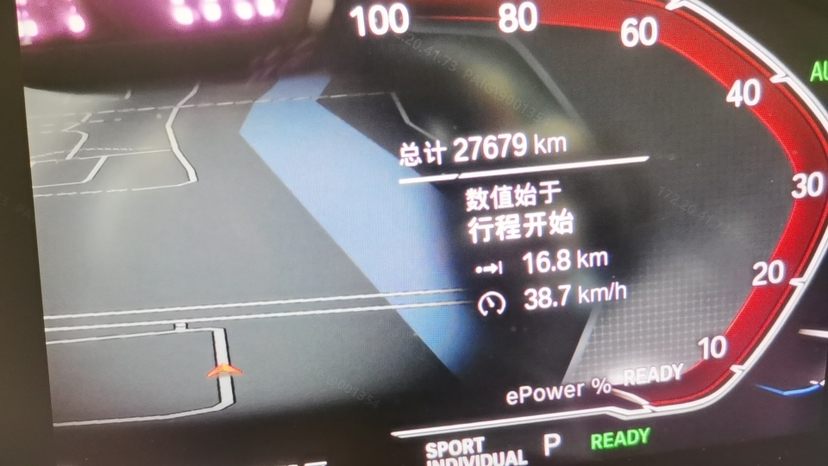 100
80
60
40
30
20
10
总计 27679 km
数值始于
行程开始
16.8 km
38.7 km/h
ePower %
READY
SPORT
INDIVIDUAL
P
READY